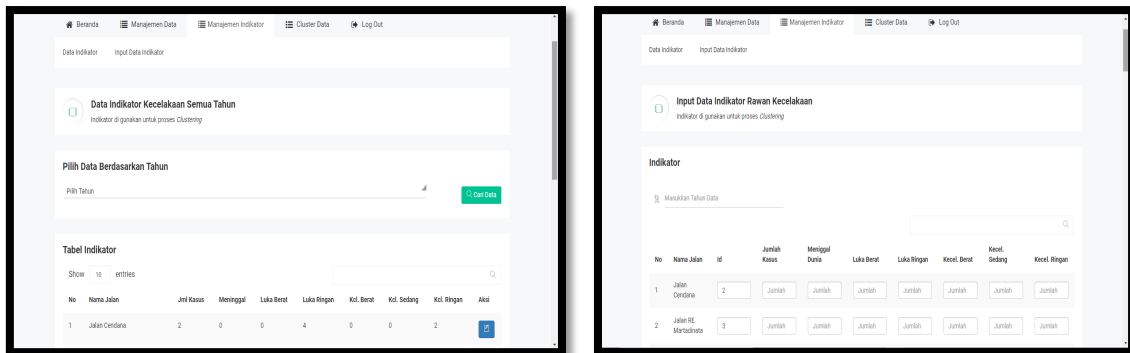 Beranda Manajemen Data Manajemen Indikator Cluster Data Log Out
Data Indikator Input Data Indikator
Data Indikator Kecelakaan Semua Tahun
Indikator di gunakan untuk proses Clustering
Pilih Data Berdasarkan Tahun
Pilih Tahun
Cari Data
Tabel Indikator
Show 10 entries
No Nama Jalan Jml Kasus Meninggal Luka Berat Luka Ringan Kcl. Berat Kcl. Sedang Kcl. Ringan Aksi
1 Jalan Cendana 2 0 0 4 0 0 2
Beranda Manajemen Data Manajemen Indikator Cluster Data Log Out
Data Indikator Input Data Indikator
Input Data Indikator Rawan Kecelakaan
Indikator di gunakan untuk proses Clustering
Indikator
Masukkan Tahun Data
No Nama Jalan Id Jumlah Kasus Meniggal Dunia Luka Berat Luka Ringan Kecel. Berat Kecel. Sedang Kecel. Ringan
1 Jalan Cendana 2 Jumlah Jumlah Jumlah Jumlah Jumlah Jumlah Jumlah
2 Jalan RE. Martadinata 3 Jumlah Jumlah Jumlah Jumlah Jumlah Jumlah Jumlah